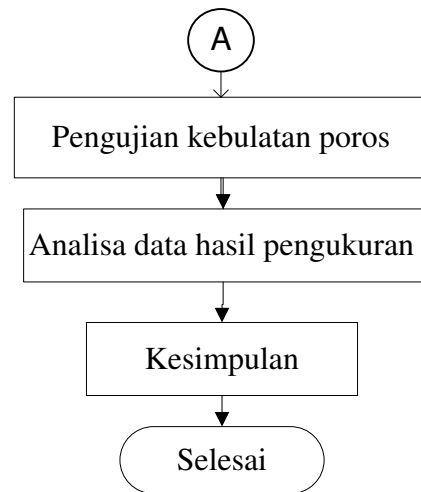 A
Pengujian kebulatan poros
Analisa data hasil pengukuran
Kesimpulan
Selesai